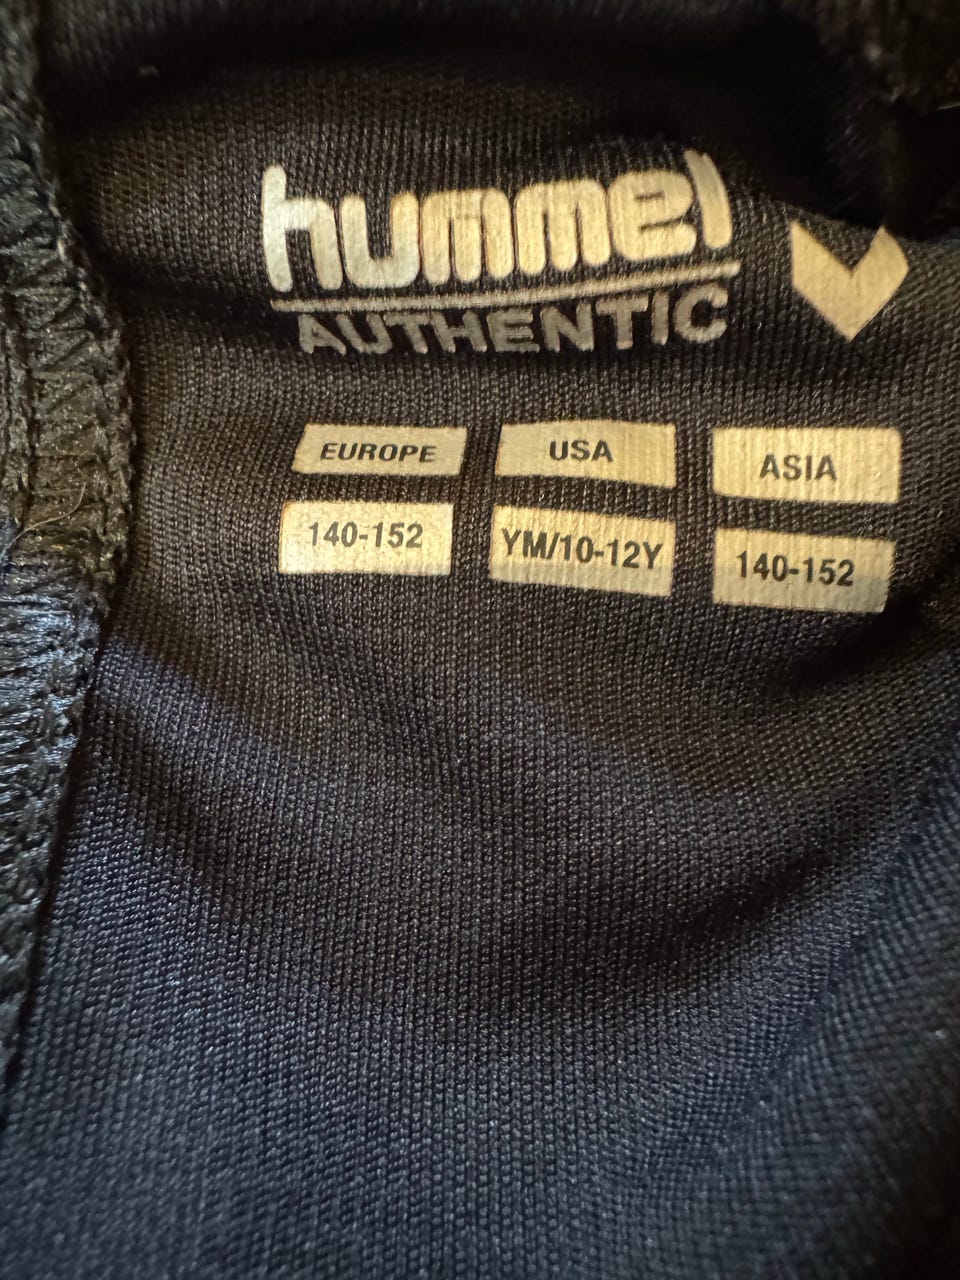 hummel
AUTHENTIC
EUROPE USA ASIA
140-152 YM/10-12Y 140-152